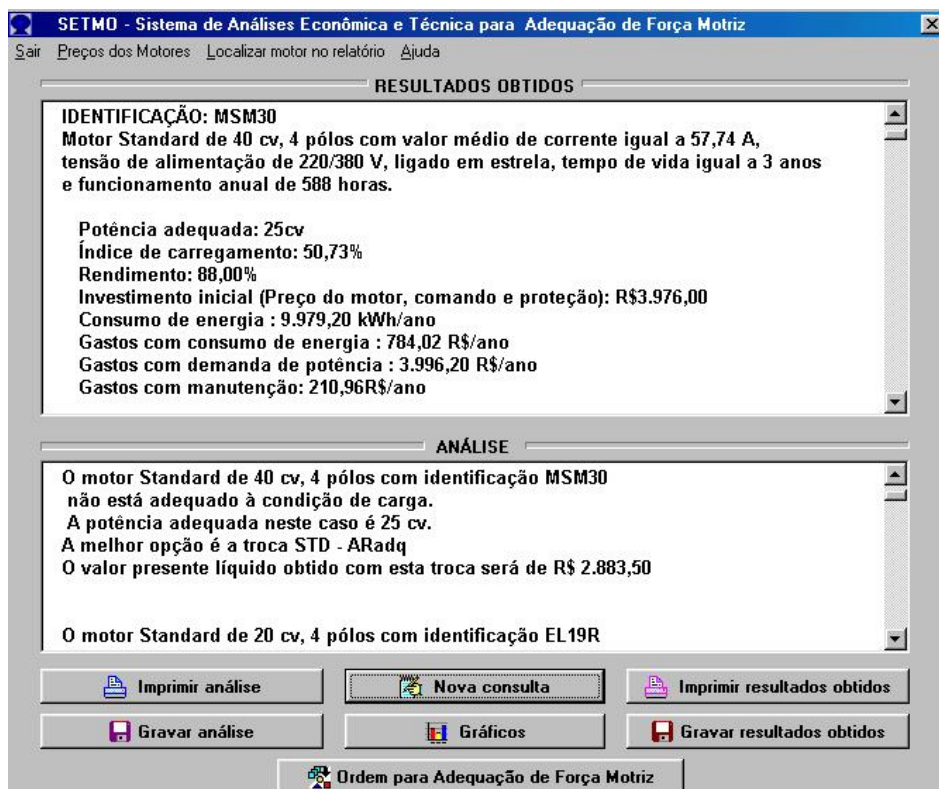 SETMO - Sistema de Análises Econômica e Técnica para Adequação de Força Motriz
Sair Preços dos Motores Localizar motor no relatório Ajuda
RESULTADOS OBTIDOS
IDENTIFICAÇÃO: MSM30
Motor Standard de 40 cv, 4 pólos com valor médio de corrente igual a 57,74 A,
tensão de alimentação de 220/380 V, ligado em estrela, tempo de vida igual a 3 anos
e funcionamento anual de 588 horas.
Potência adequada: 25cv
Índice de carregamento: 50,73%
Rendimento: 88,00%
Investimento inicial (Preço do motor, comando e proteção): R$3.976,00
Consumo de energia : 9.979,20 kWh/ano
Gastos com consumo de energia : 784,02 R$/ano
Gastos com demanda de potência : 3.996,20 R$/ano
Gastos com manutenção: 210,96R$/ano
ANÁLISE
O motor Standard de 40 cv, 4 pólos com identificação MSM30
não está adequado à condição de carga.
A potência adequada neste caso é 25 cv.
A melhor opção é a troca STD - ARadq
O valor presente líquido obtido com esta troca será de R$ 2.883,50
O motor Standard de 20 cv, 4 pólos com identificação EL19R
Imprimir análise Nova consulta Imprimir resultados obtidos
Gravar análise Gráficos Gravar resultados obtidos
Ordem para Adequação de Força Motriz